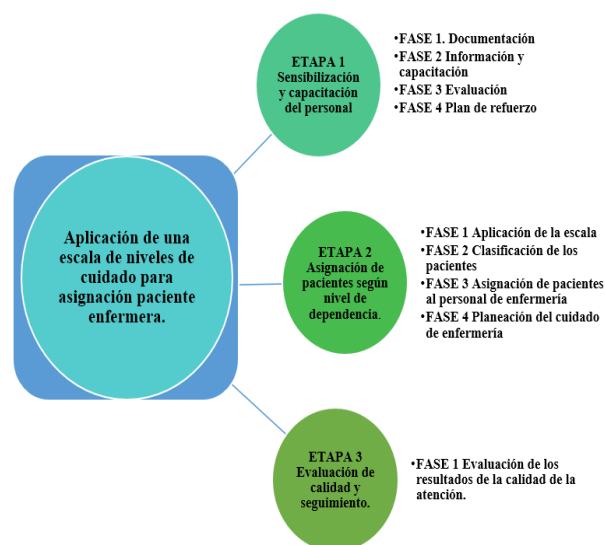 Aplicación de una
escala de niveles de
cuidado para
asignación paciente
enfermera.
ETAPA 1
Sensibilización
y capacitación
del personal
•FASE 1. Documentación
•FASE 2 Información y
capacitación
•FASE 3 Evaluación
•FASE 4 Plan de refuerzo
ETAPA 2
Asignación de
pacientes según
nivel de
dependencia.
•FASE 1 Aplicación de la escala
•FASE 2 Clasificación de los
pacientes
•FASE 3 Asignación de pacientes
al personal de enfermería
•FASE 4 Planeación del cuidado
de enfermería
ETAPA 3
Evaluación de
calidad y
seguimiento.
•FASE 1 Evaluación de los
resultados de la calidad de la
atención.